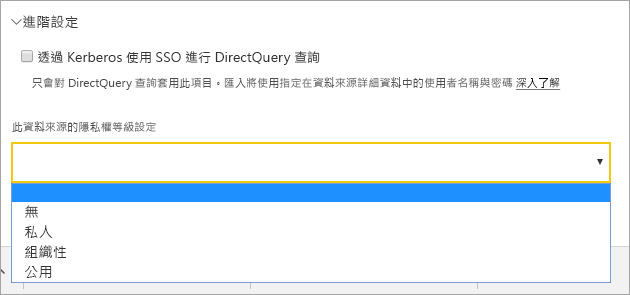 進階設定
透過 Kerberos 使用 SSO 進行 DirectQuery 查詢
只會對 DirectQuery 查詢套用此項目。匯入將使用指定在資料來源詳細資料中的使用者名稱與密碼 深入了解
此資料來源的隱私權等級設定
無
私人
組織性
公用